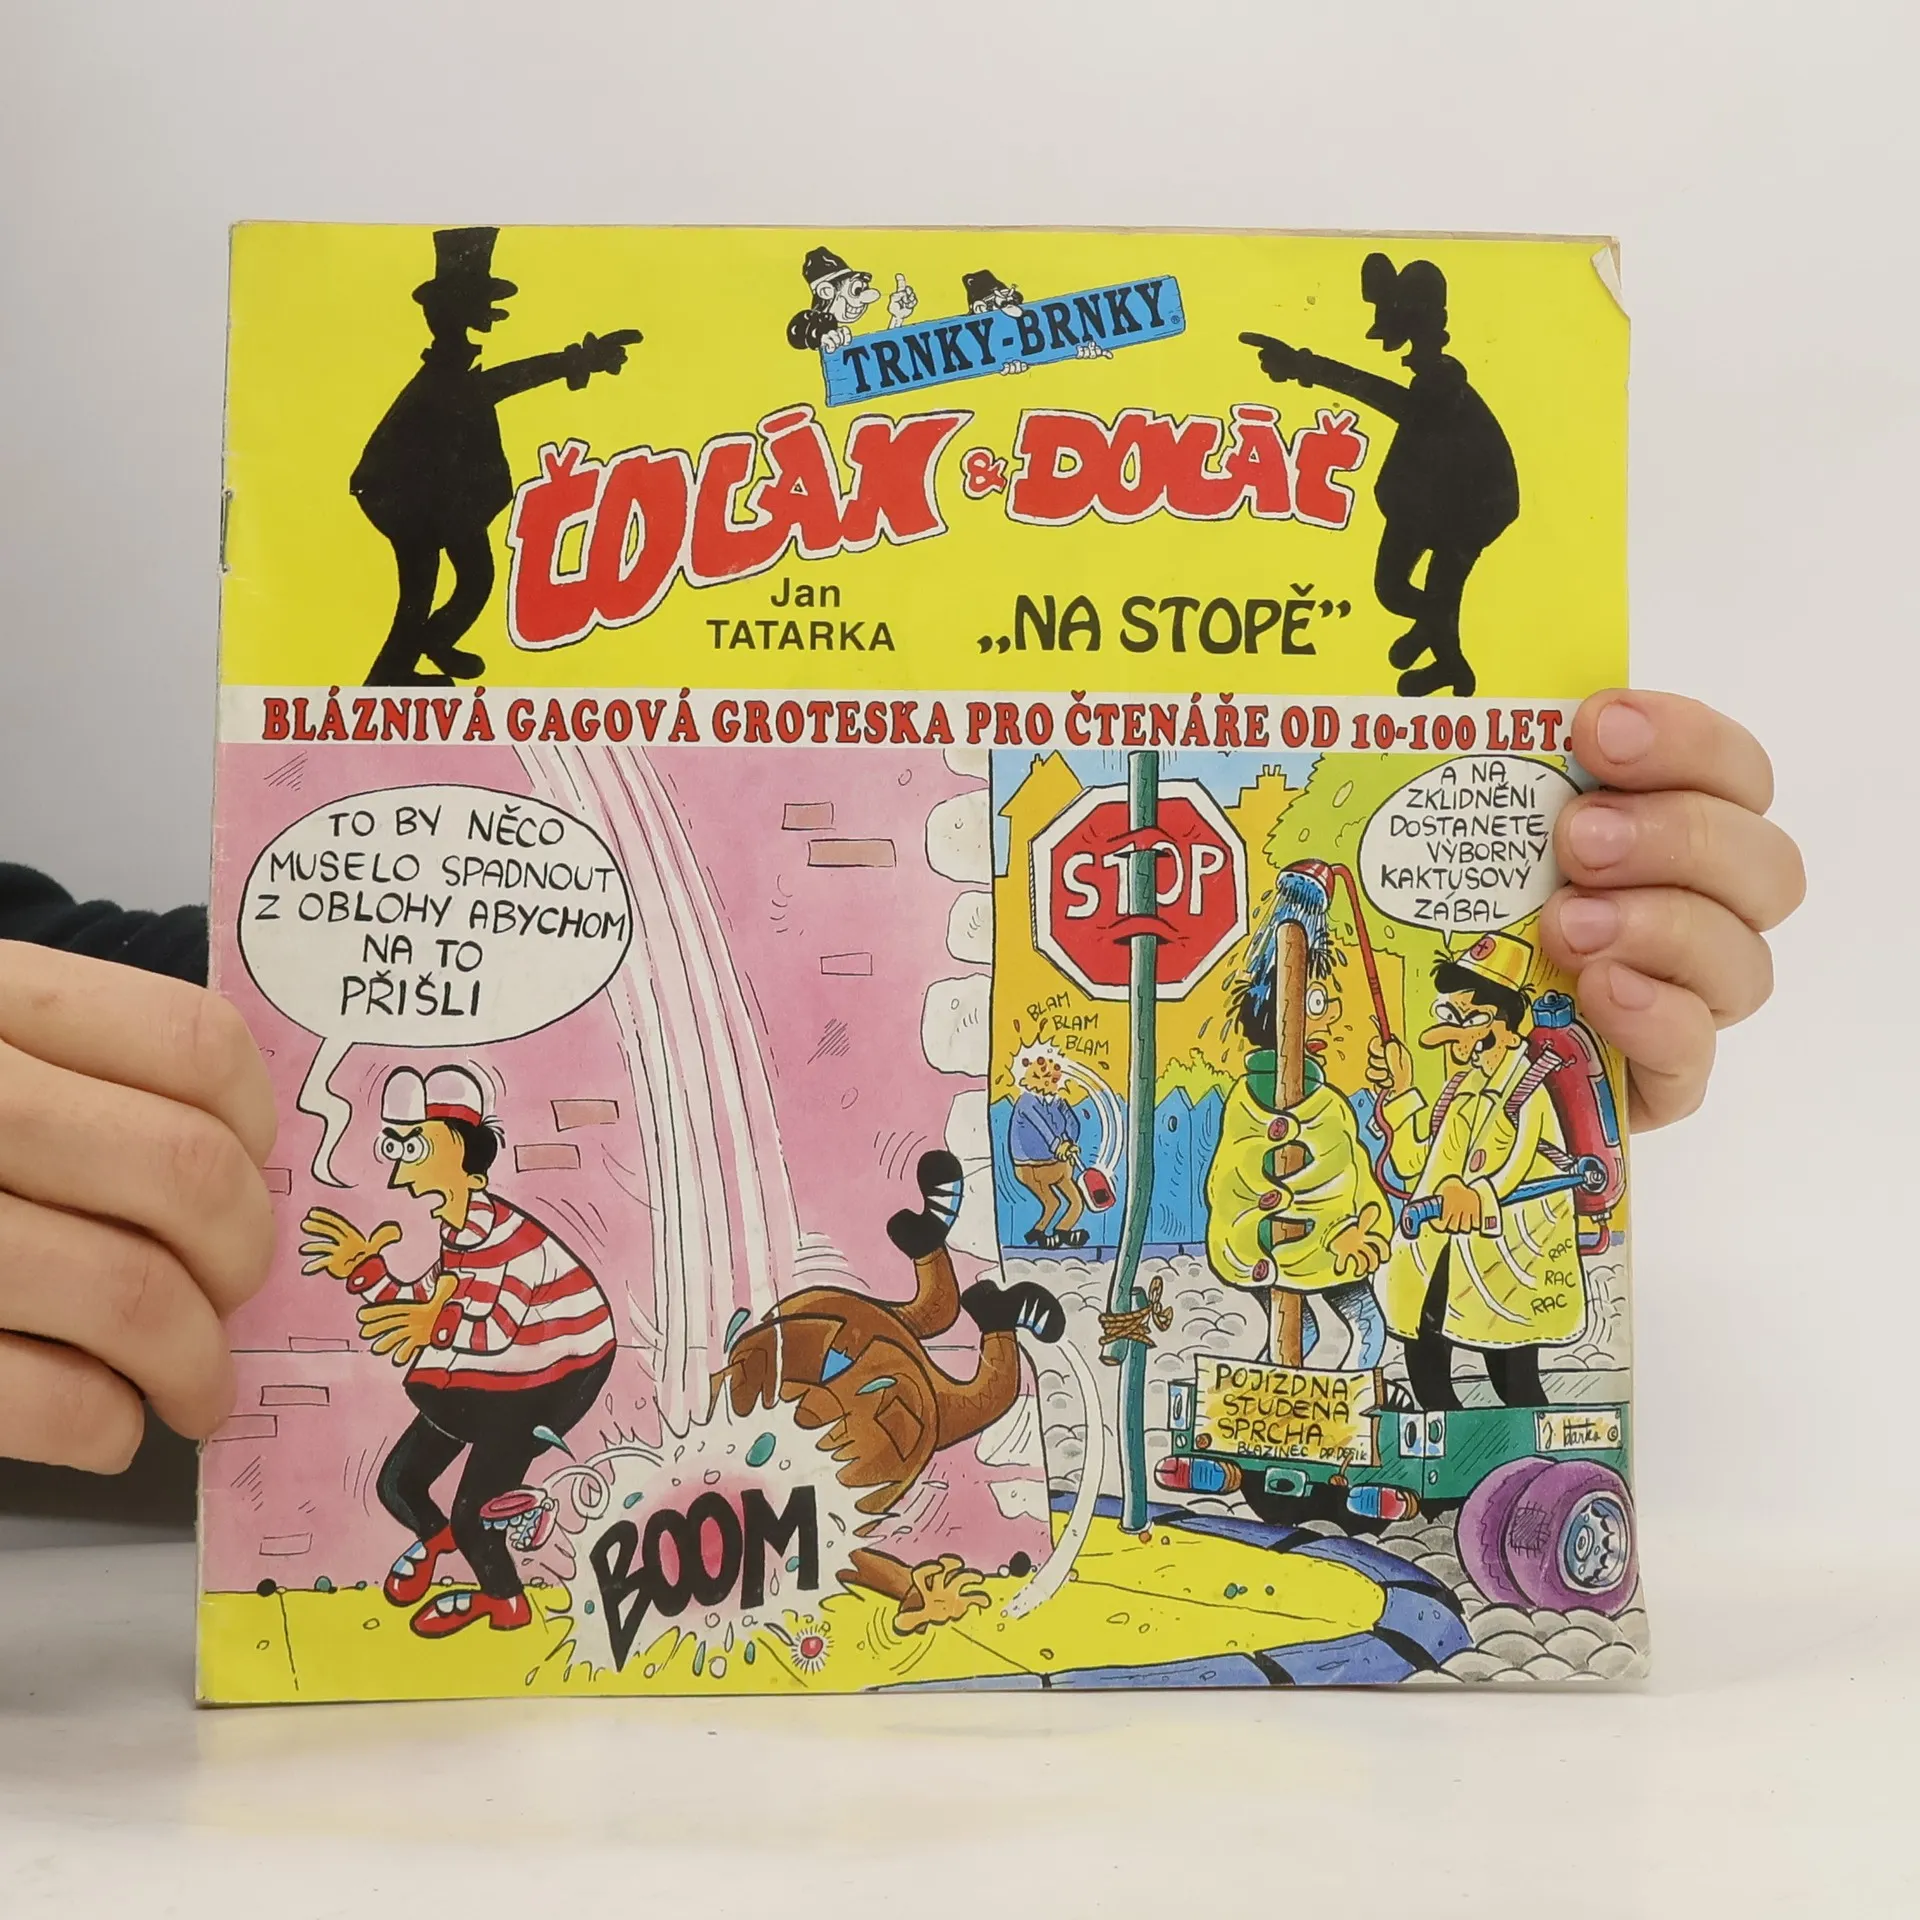 TRNKY-BRNKY
ČOLÁK & DOLÁČ
Jan
TATARKA
„NA STOPĚ”
BLÁZNIVÁ GAGOVÁ GROTESKA PRO ČTENÁŘE OD 10-100 LET.
TO BY NĚCO
MUSELO SPADNOUT
Z OBLOHY ABYCHOM
NA TO
PŘIŠLI
BOOM
STOP
BLAM
BLAM
BLAM
A NA
ZKLIDNĚNÍ
DOSTANETE
VÝBORNÝ
KAKTUSOVÝ
ZÁBAL
RAC
RAC
RAC
POJÍZDNÁ
STUDENÁ
SPRCHA
BLAZINEC